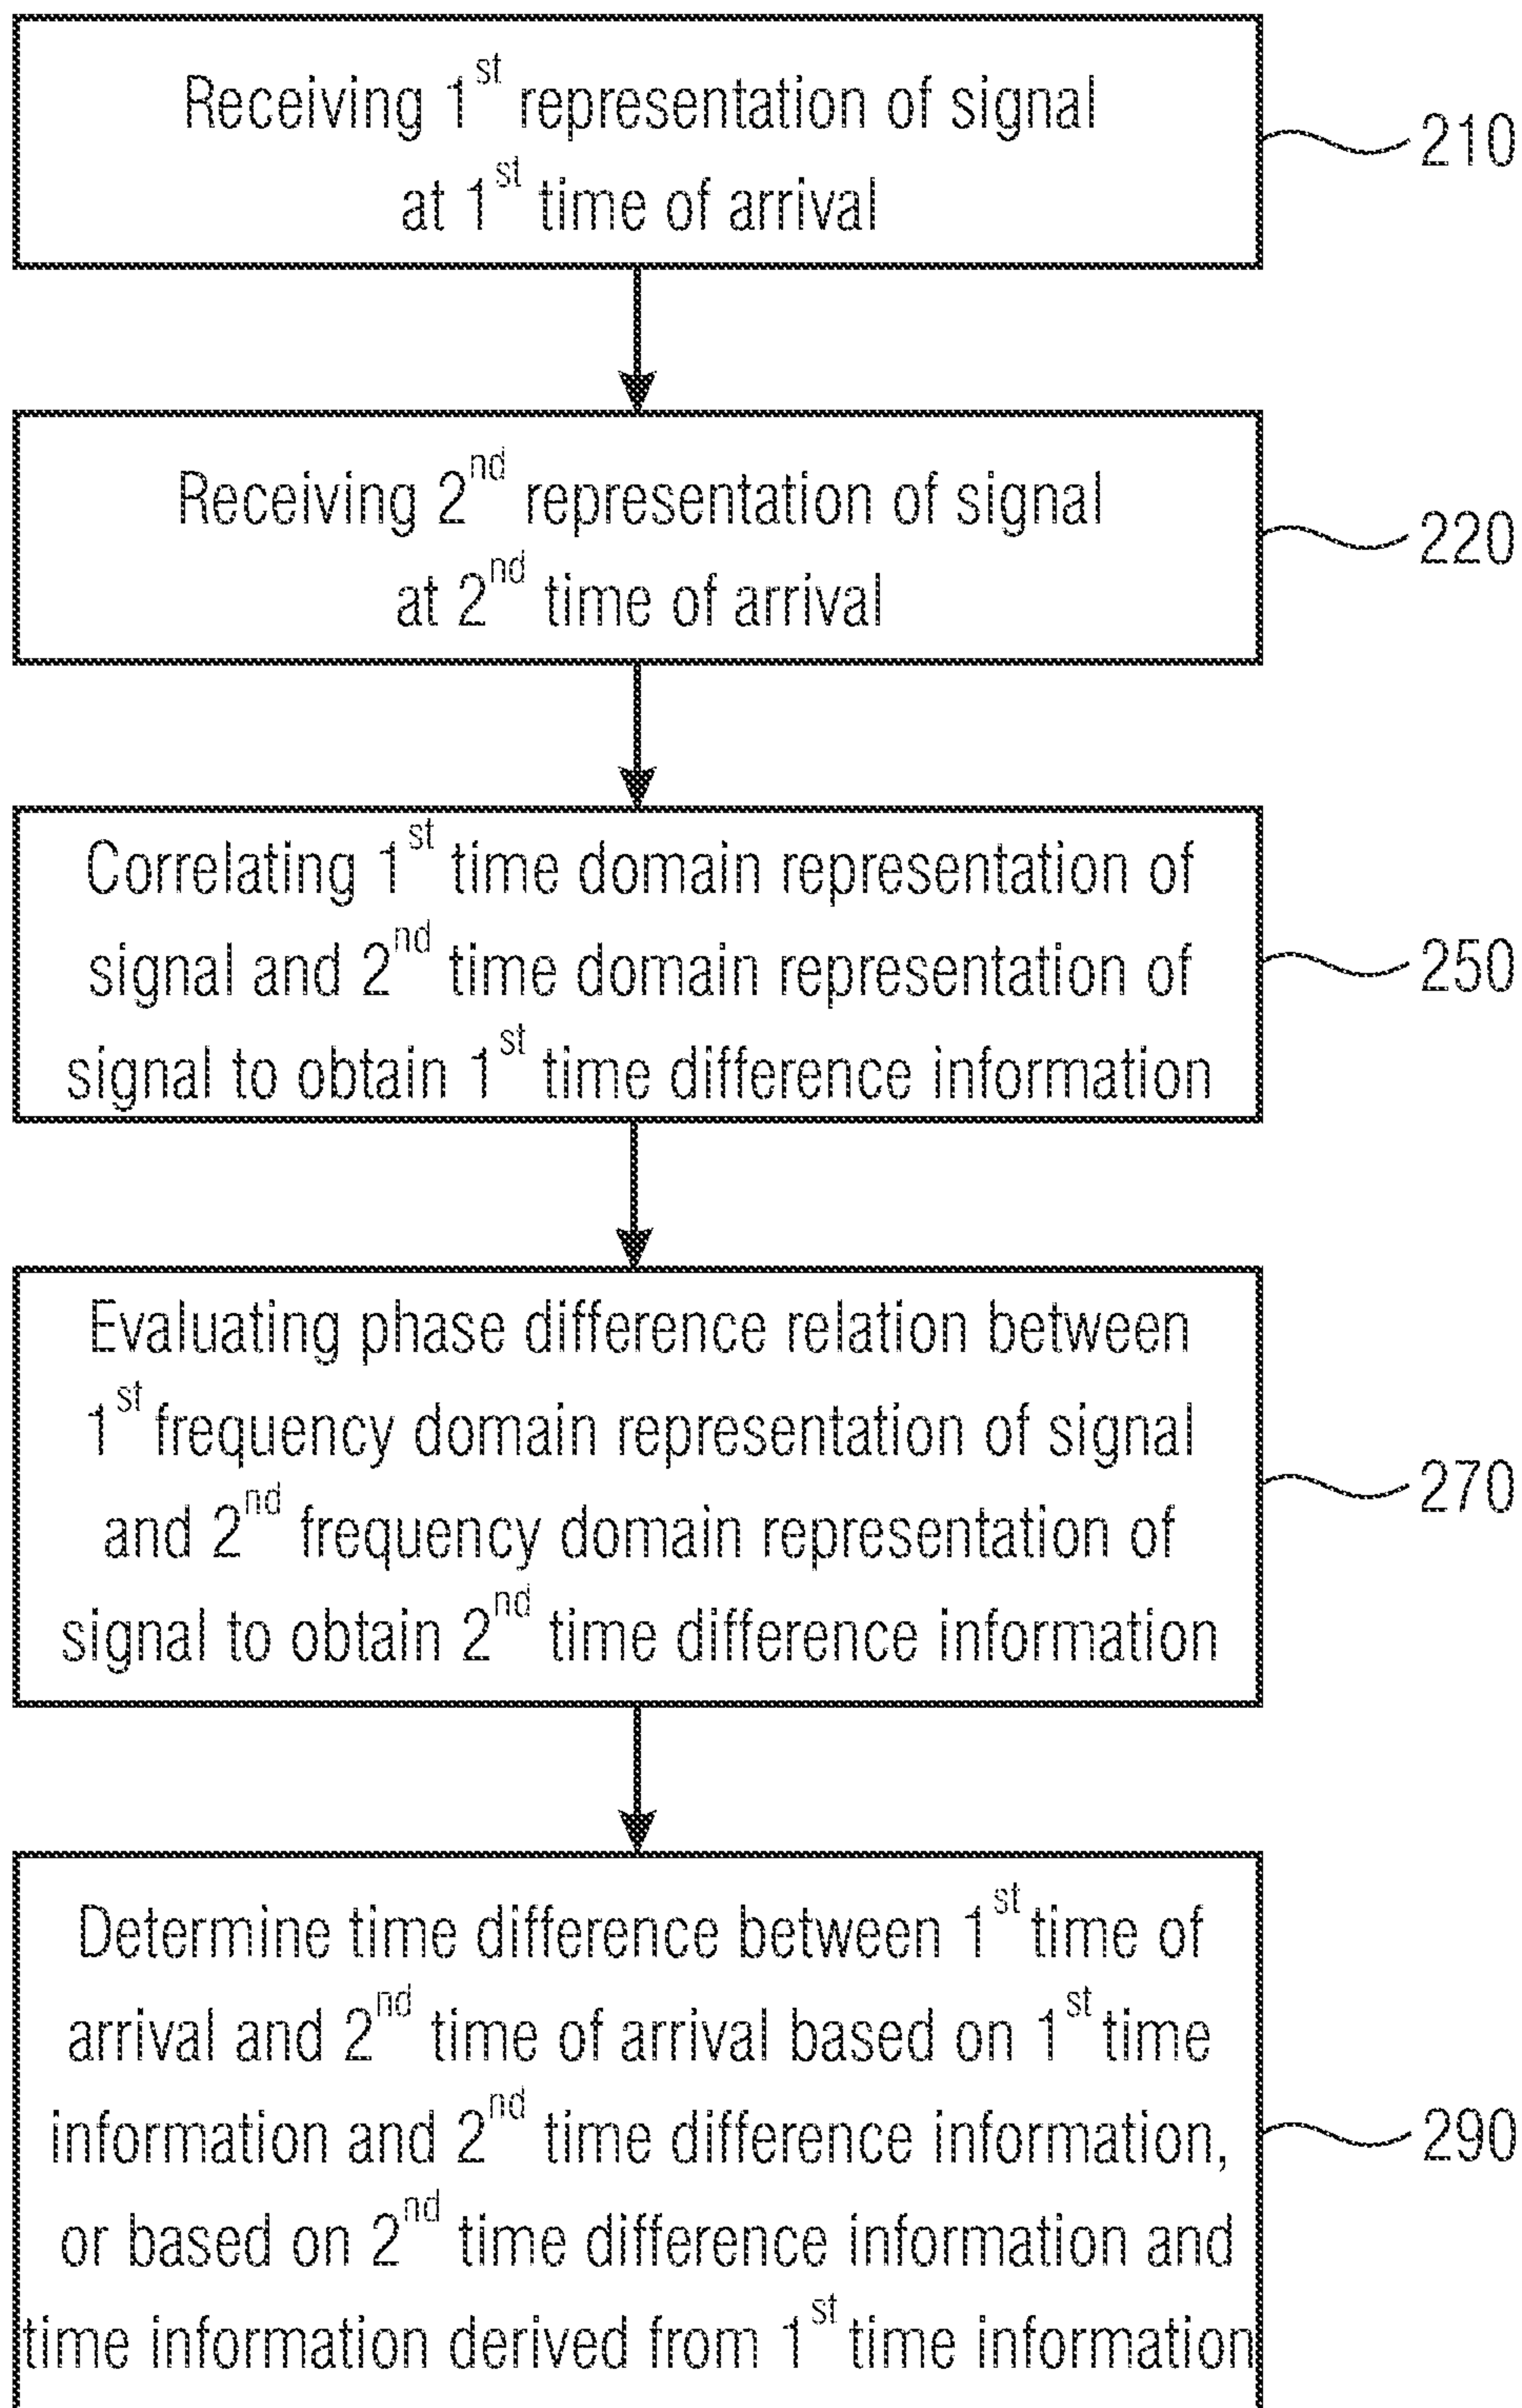 Receiving 1st representation of signal
at 1st time of arrival
210
Receiving 2nd representation of signal
at 2nd time of arrival
220
Correlating 1st time domain representation of
signal and 2nd time domain representation of
signal to obtain 1st time difference information
250
Evaluating phase difference relation between
1st frequency domain representation of signal
and 2nd frequency domain representation of
signal to obtain 2nd time difference information
270
Determine time difference between 1st time of
arrival and 2nd time of arrival based on 1st time
information and 2nd time difference information,
or based on 2nd time difference information and
time information derived from 1st time information
290